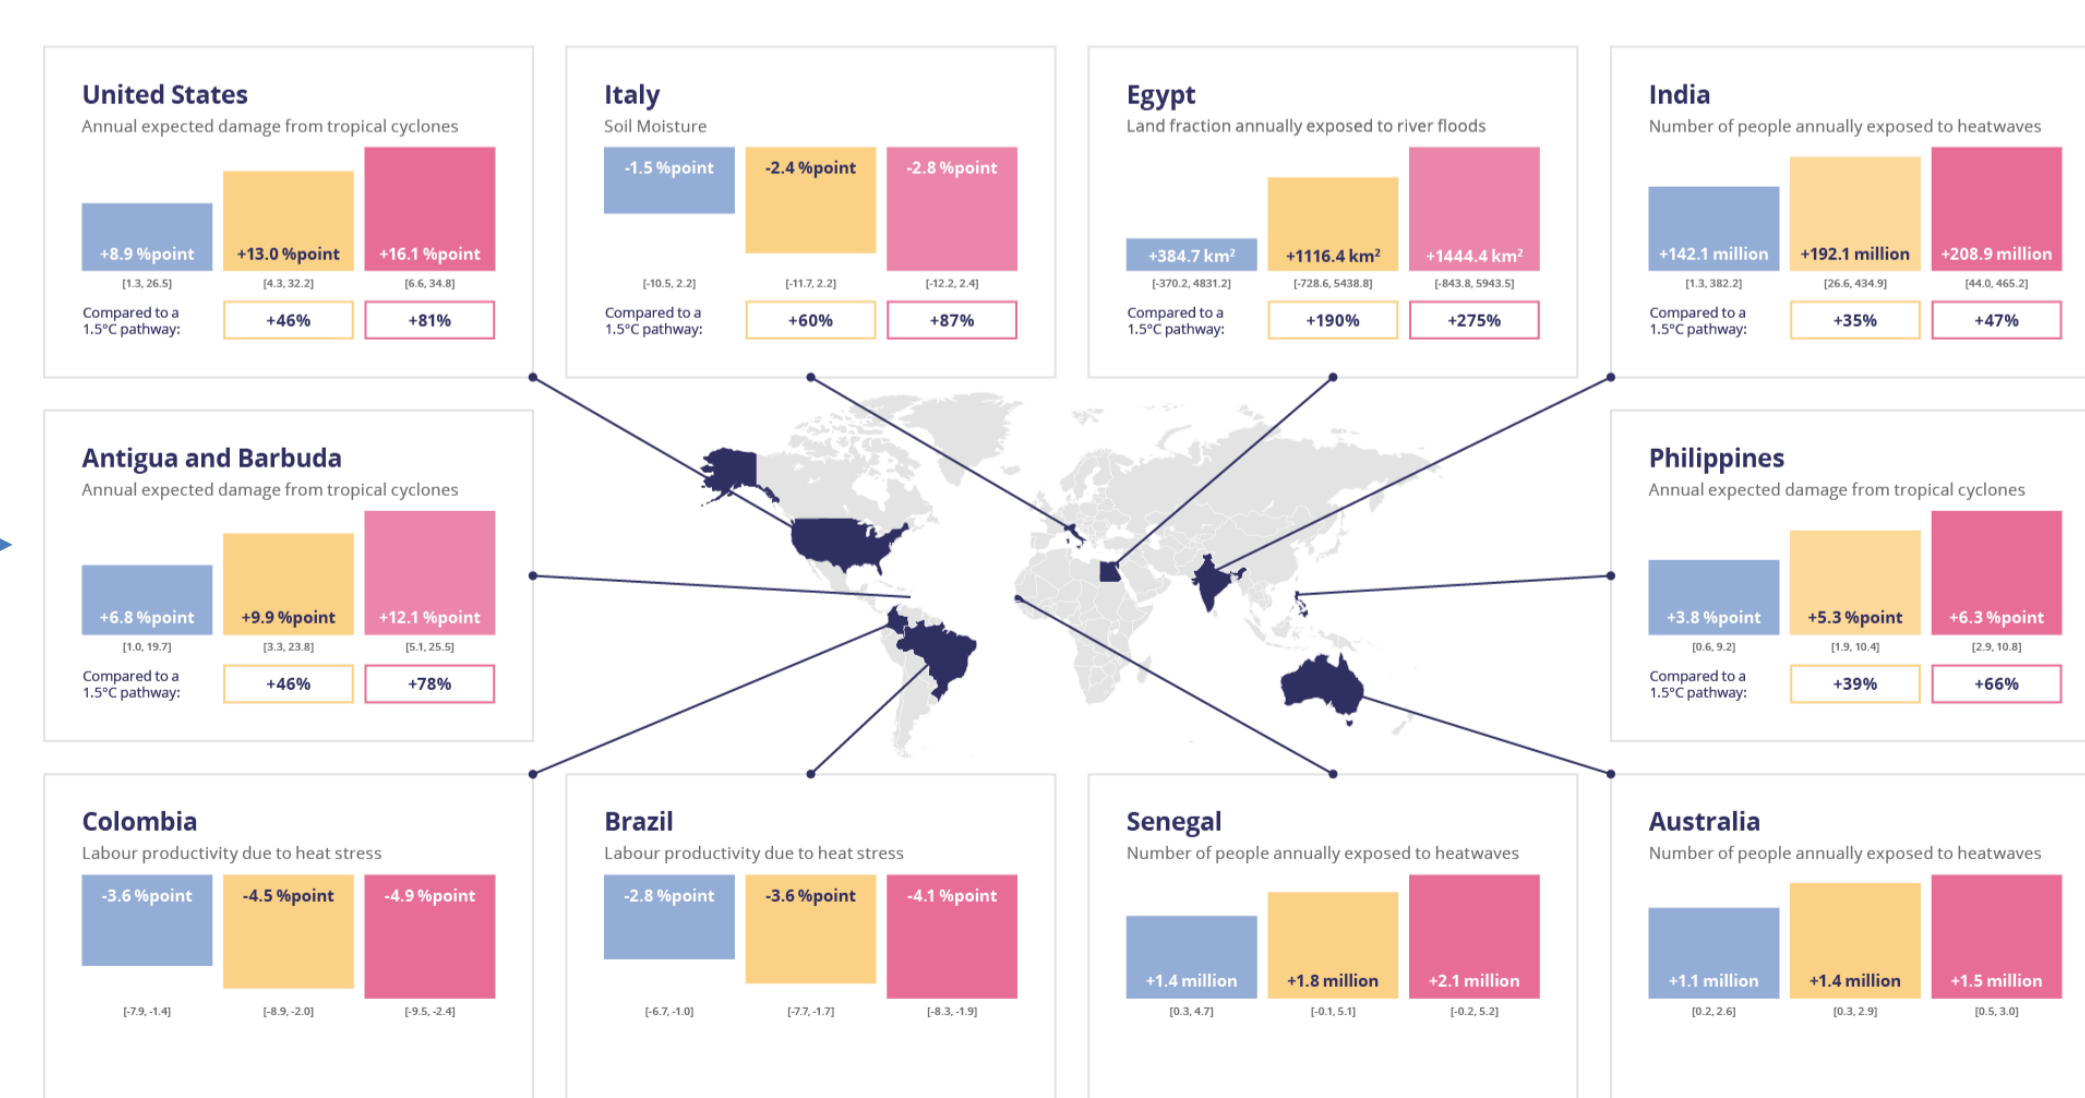 United States
Annual expected damage from tropical cyclones
+8.9 %point
+13.0 %point
+16.1 %point
[1.3, 26.5]
[4.3, 32.2]
[6.6, 34.8]
Compared to a
1.5°C pathway:
+46%
+81%
Italy
Soil Moisture
-1.5 %point
-2.4 %point
-2.8 %point
[-10.5, 2.2]
[-11.7, 2.2]
[-12.2, 2.4]
Compared to a
1.5°C pathway:
+60%
+87%
Egypt
Land fraction annually exposed to river floods
+384.7 km²
+1116.4 km²
+1444.4 km²
[-370.2, 4831.2]
[-728.6, 5438.8]
[-843.8, 5943.5]
Compared to a
1.5°C pathway:
+190%
+275%
India
Number of people annually exposed to heatwaves
+142.1 million
+192.1 million
+208.9 million
[1.3, 382.2]
[26.6, 434.9]
[44.0, 465.2]
Compared to a
1.5°C pathway:
+35%
+47%
Antigua and Barbuda
Annual expected damage from tropical cyclones
+6.8 %point
+9.9 %point
+12.1 %point
[1.0, 19.7]
[3.3, 23.8]
[5.1, 25.5]
Compared to a
1.5°C pathway:
+46%
+78%
Philippines
Annual expected damage from tropical cyclones
+3.8 %point
+5.3 %point
+6.3 %point
[0.6, 9.2]
[1.9, 10.4]
[2.9, 10.8]
Compared to a
1.5°C pathway:
+39%
+66%
Colombia
Labour productivity due to heat stress
-3.6 %point
-4.5 %point
-4.9 %point
[-7.9, -1.4]
[-8.9, -2.0]
[-9.5, -2.4]
Brazil
Labour productivity due to heat stress
-2.8 %point
-3.6 %point
-4.1 %point
[-6.7, -1.0]
[-7.7, -1.7]
[-8.3, -1.9]
Senegal
Number of people annually exposed to heatwaves
+1.4 million
+1.8 million
+2.1 million
[0.3, 4.7]
[-0.1, 5.1]
[-0.2, 5.2]
Australia
Number of people annually exposed to heatwaves
+1.1 million
+1.4 million
+1.5 million
[0.2, 2.6]
[0.3, 2.9]
[0.5, 3.0]